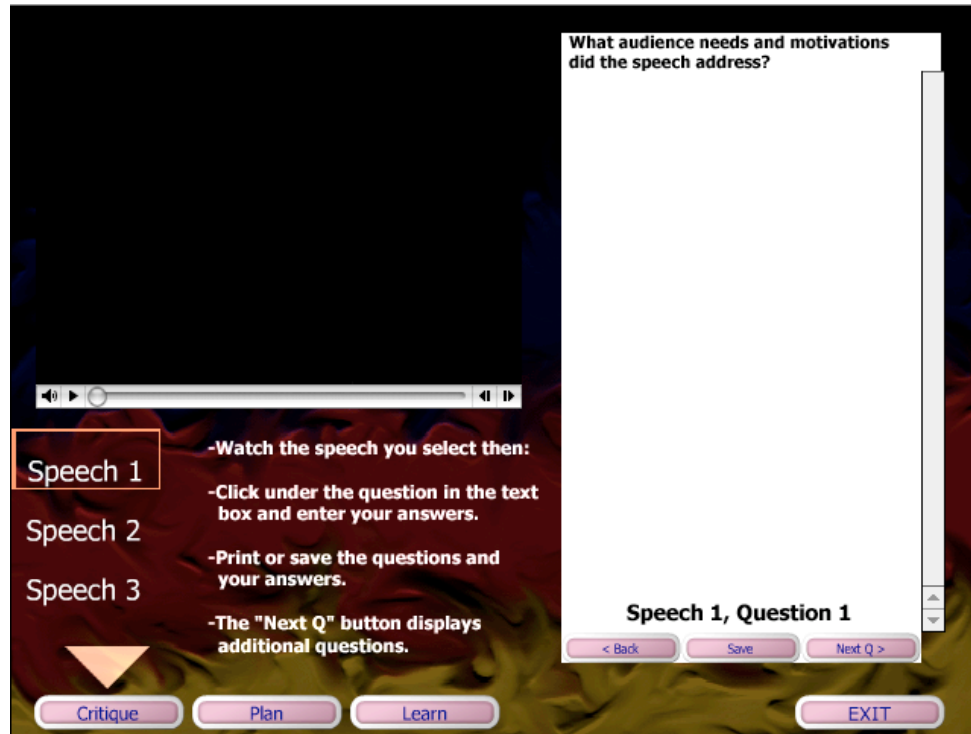 What audience needs and motivations
did the speech address?
Speech 1
Speech 2
Speech 3
-Watch the speech you select then:
-Click under the question in the text
box and enter your answers.
-Print or save the questions and
your answers.
-The "Next Q" button displays
additional questions.
Speech 1, Question 1
< Back
Save
Next Q >
Critique
Plan
Learn
EXIT